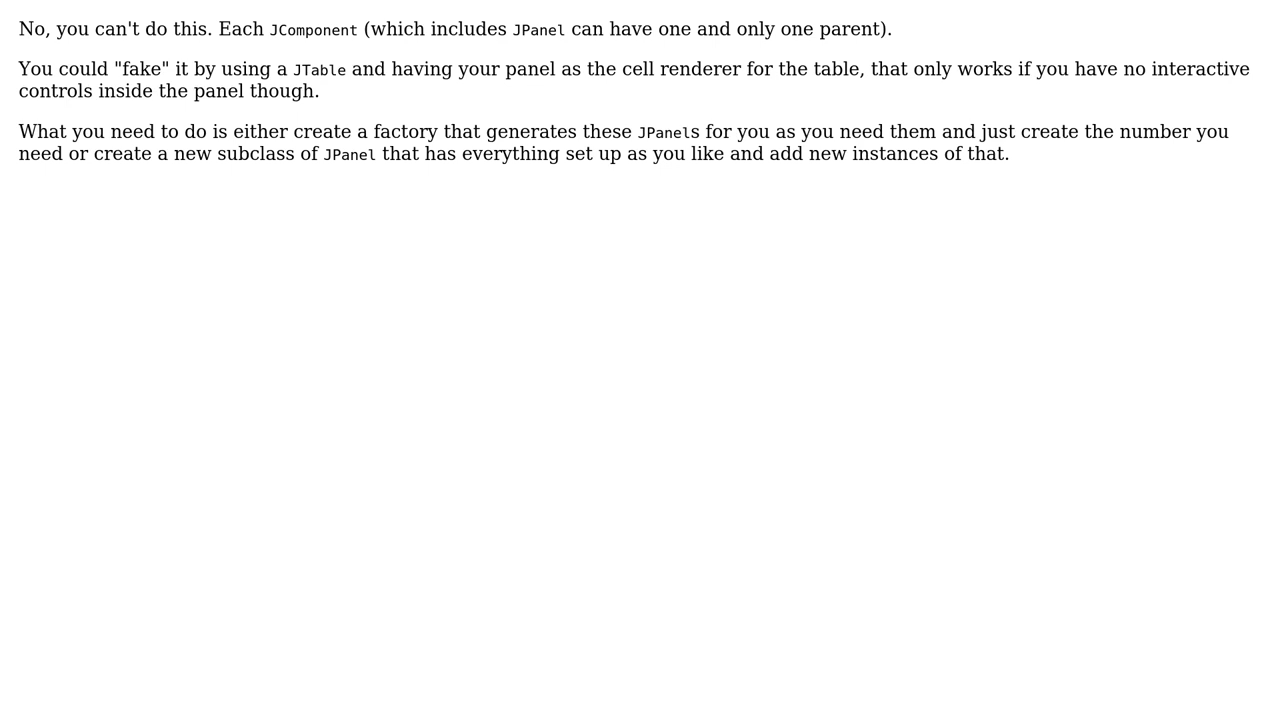 No, you can't do this. Each JComponent (which includes JPanel can have one and only one parent).
You could "fake" it by using a JTable and having your panel as the cell renderer for the table, that only works if you have no interactive
controls inside the panel though.
What you need to do is either create a factory that generates these JPanels for you as you need them and just create the number you
need or create a new subclass of JPanel that has everything set up as you like and add new instances of that.